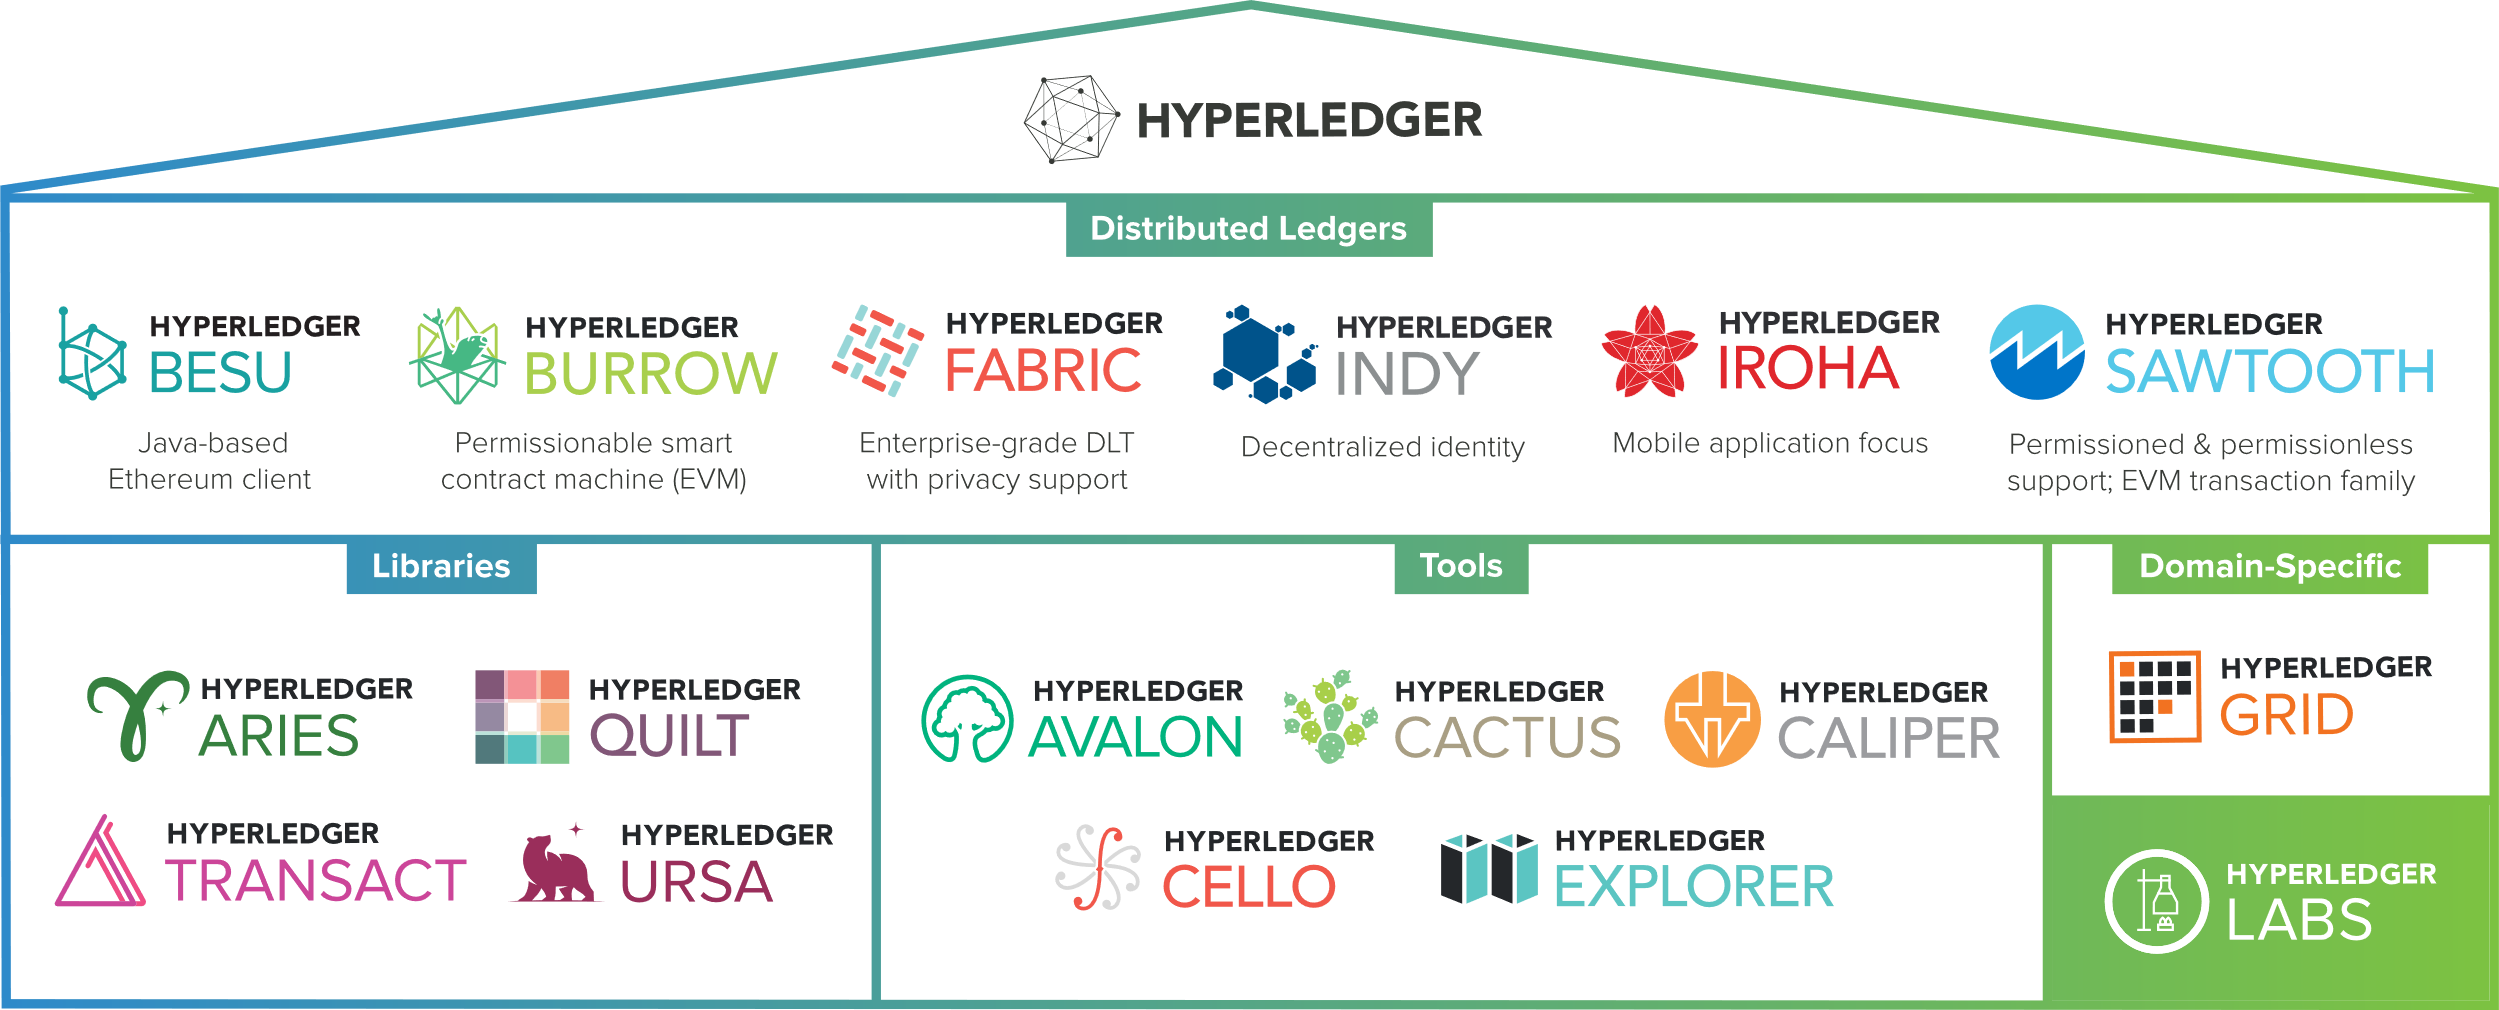 HYPERLEDGER
Distributed Ledgers
HYPERLEDGER
BESU
Java-based
Ethereum client
HYPERLEDGER
BURROW
Permissionable smart
contract machine (EVM)
HYPERLEDGER
FABRIC
Enterprise-grade DLT
with privacy support
HYPERLEDGER
INDY
Decentralized identity
HYPERLEDGER
IROHA
Mobile application focus
HYPERLEDGER
SAWTOOTH
Permissioned & permissionless
support; EVM transaction family
Libraries
HYPERLEDGER
ARIES
HYPERLEDGER
QUILT
HYPERLEDGER
TRANSACT
HYPERLEDGER
URSA
Tools
HYPERLEDGER
AVALON
HYPERLEDGER
CACTUS
HYPERLEDGER
CALIPER
HYPERLEDGER
CELLO
HYPERLEDGER
EXPLORER
Domain-Specific
HYPERLEDGER
GRID
HYPERLEDGER
LABS